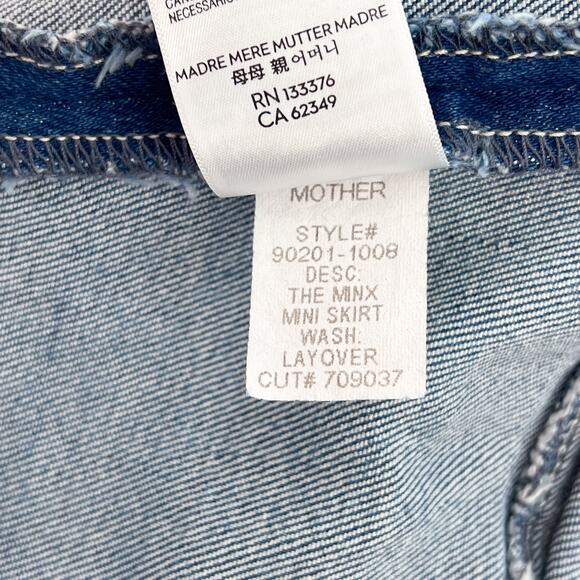 NECESSARI
MADRE MERE MUTTER MADRE
母母 親 어머니
RN 133376
CA 62349
MOTHER
STYLE#
90201-1008
DESC:
THE MINX
MINI SKIRT
WASH:
LAYOVER
CUT# 709037